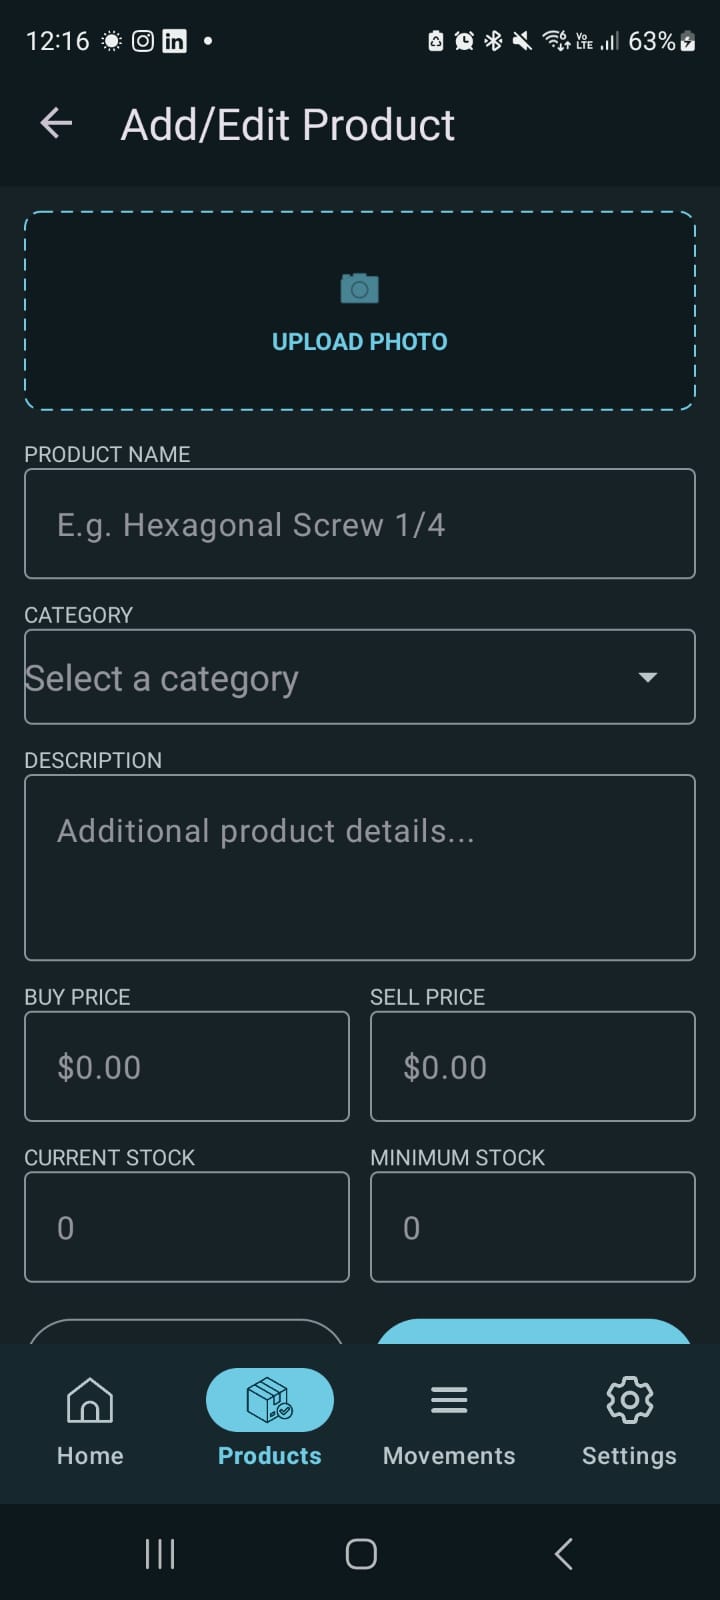 12:16 63%
Add/Edit Product
UPLOAD PHOTO
PRODUCT NAME
E.g. Hexagonal Screw 1/4
CATEGORY
Select a category
DESCRIPTION
Additional product details...
BUY PRICE SELL PRICE
$0.00 $0.00
CURRENT STOCK MINIMUM STOCK
0 0
Home Products Movements Settings